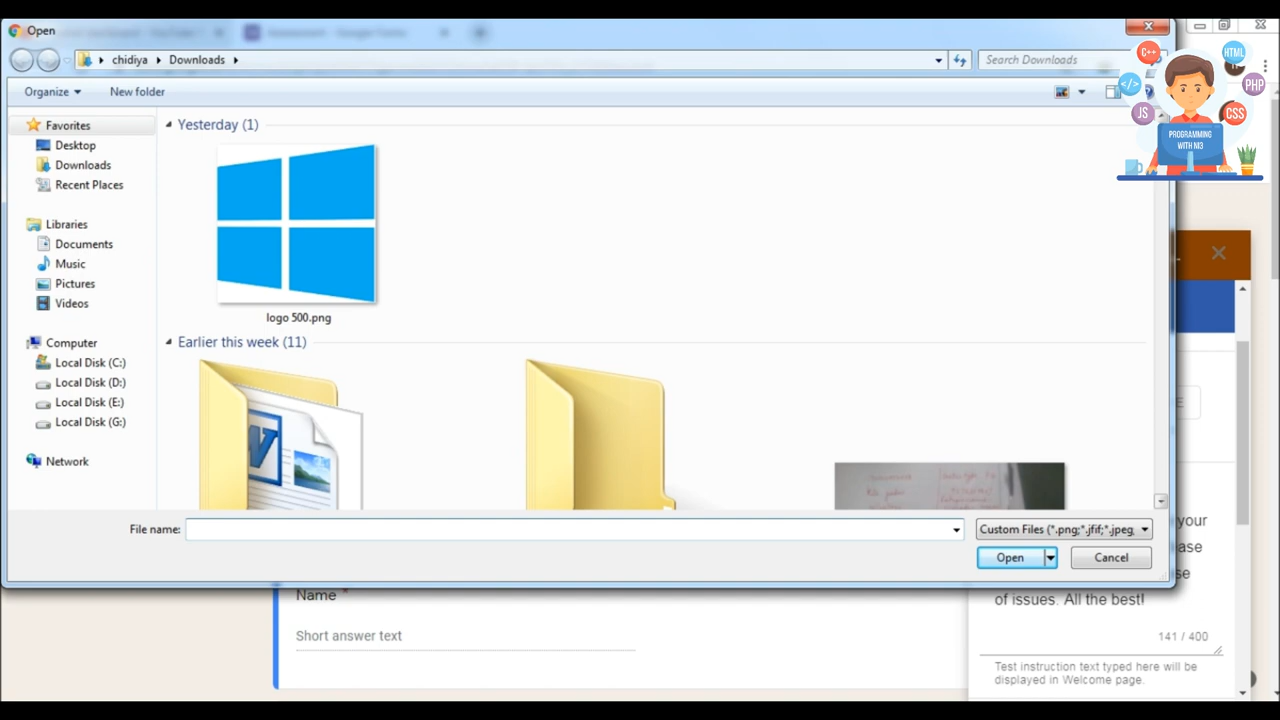 Open
chidiya
Downloads
Search Downloads
Organize
New folder
C++
HTML
</>
PHP
JS
CSS
PROGRAMMING
WITH NI3
Favorites
Desktop
Downloads
Recent Places
Libraries
Documents
Music
Pictures
Videos
Computer
Local Disk (C:)
Local Disk (D:)
Local Disk (E:)
Local Disk (G:)
Network
Yesterday (1)
logo 500.png
Earlier this week (11)
File name:
Custom Files (*.png;*.jfif;*.jpeg,
Open
Cancel
your
of issues. All the best!
141 / 400
Test instruction text typed here will be
displayed in Welcome page.
Name *
Short answer text